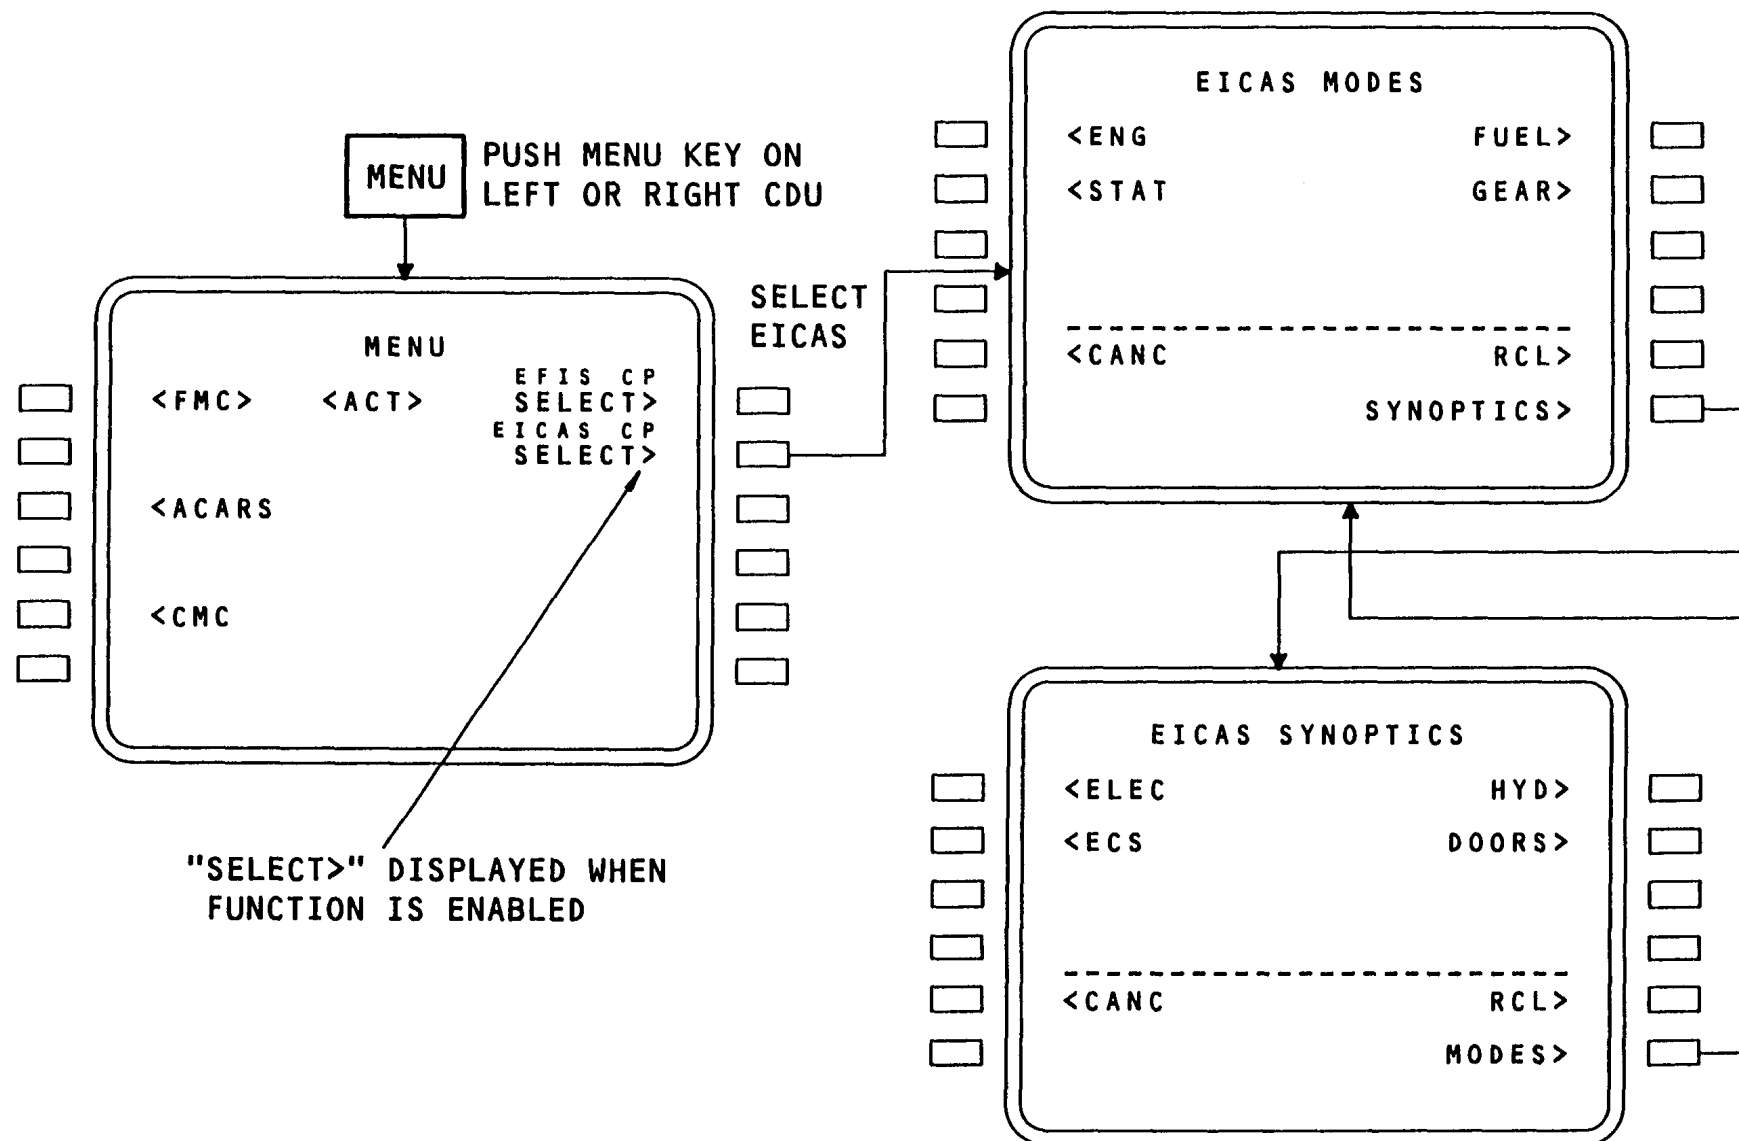 MENU
PUSH MENU KEY ON
LEFT OR RIGHT CDU
MENU
EFIS CP
<FMC> <ACT> SELECT>
EICAS CP
SELECT>
<ACARS
<CMC
"SELECT>" DISPLAYED WHEN
FUNCTION IS ENABLED
SELECT
EICAS
EICAS MODES
<ENG FUEL>
<STAT GEAR>
<CANC RCL>
SYNOPTICS>
EICAS SYNOPTICS
<ELEC HYD>
<ECS DOORS>
<CANC RCL>
MODES>